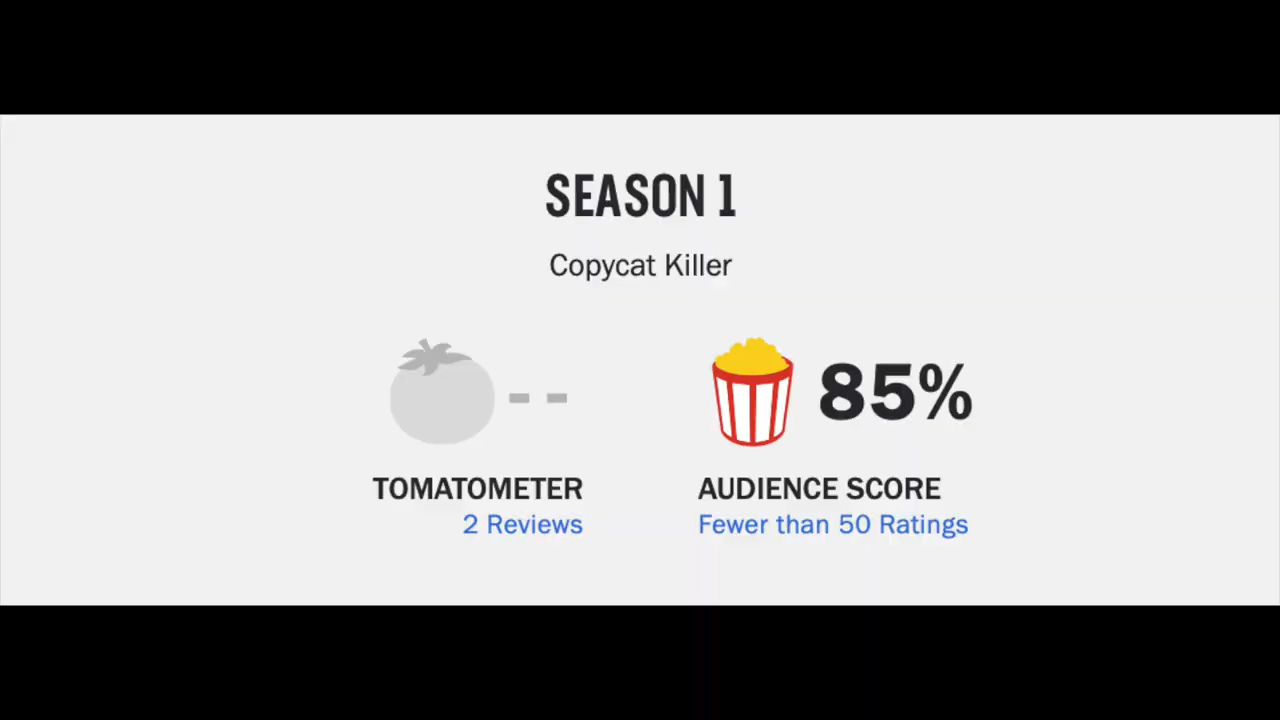 SEASON 1
Copycat Killer
- - 85%
TOMATOMETER AUDIENCE SCORE
2 Reviews Fewer than 50 Ratings